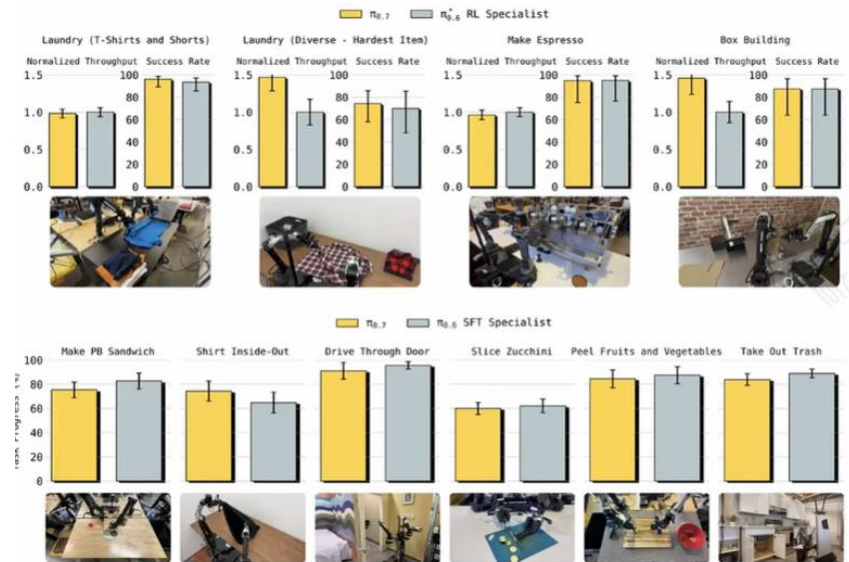 π0.7 π*0.6 RL Specialist
Laundry (T-Shirts and Shorts) Laundry (Diverse - Hardest Item) Make Espresso Box Building
Normalized Throughput Success Rate Normalized Throughput Success Rate Normalized Throughput Success Rate Normalized Throughput Success Rate
1.5 100 1.5 100 1.5 100 1.5 100
80 80 80 80
1.0 1.0 1.0 1.0
60 60 60 60
0.5 40 0.5 40 0.5 40 0.5 40
20 20 20 20
0.0 0 0.0 0 0.0 0 0.0 0
π0.7 π0.6 SFT Specialist
Make PB Sandwich Shirt Inside-Out Drive Through Door Slice Zucchini Peel Fruits and Vegetables Take Out Trash
Task Progress (%)
100
80
60
40
20
0